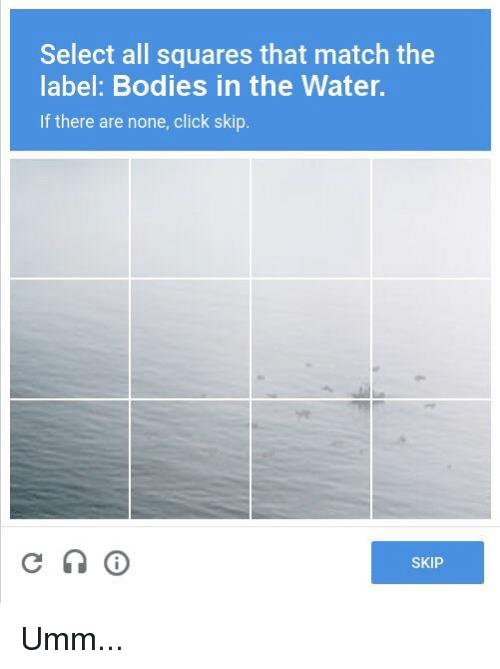 Select all squares that match the
label: Bodies in the Water.
If there are none, click skip.
SKIP
Umm...